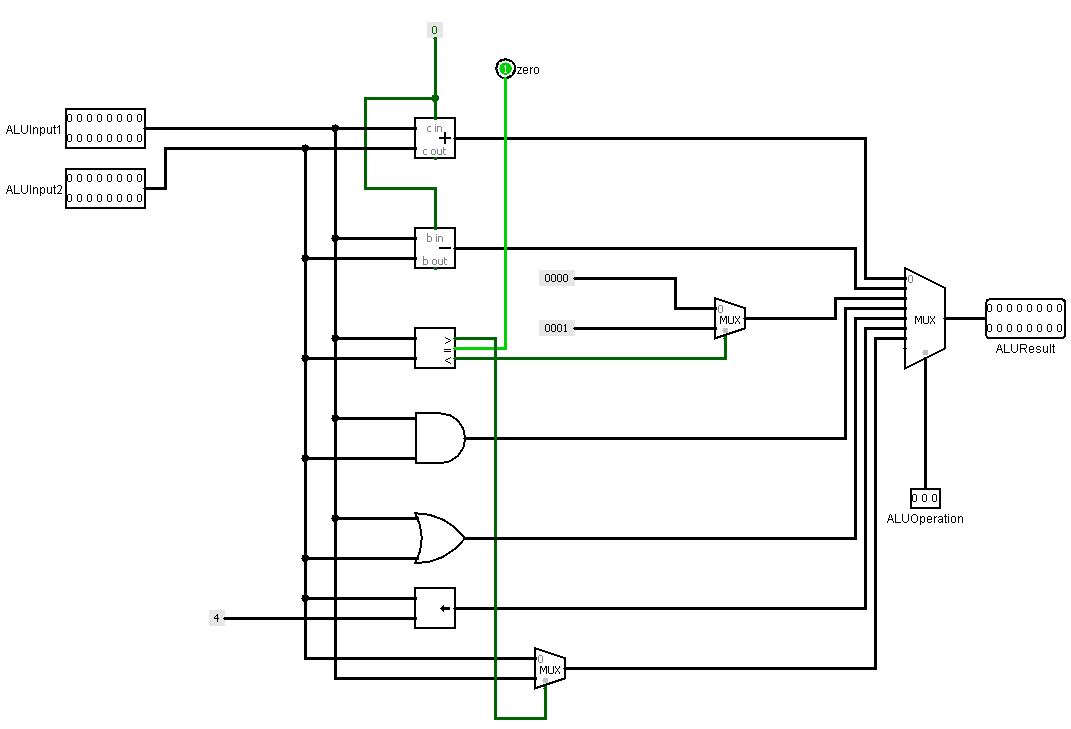 0
zero
ALUInput1
0 0 0 0 0 0 0 0
0 0 0 0 0 0 0 0
c in
+
c out
ALUInput2
0 0 0 0 0 0 0 0
0 0 0 0 0 0 0 0
b in
−
b out
0000
0
MUX
0001
0
MUX
0 0 0 0 0 0 0 0
0 0 0 0 0 0 0 0
ALUResult
>
=
<
0 0 0
ALUOperation
4
0
MUX